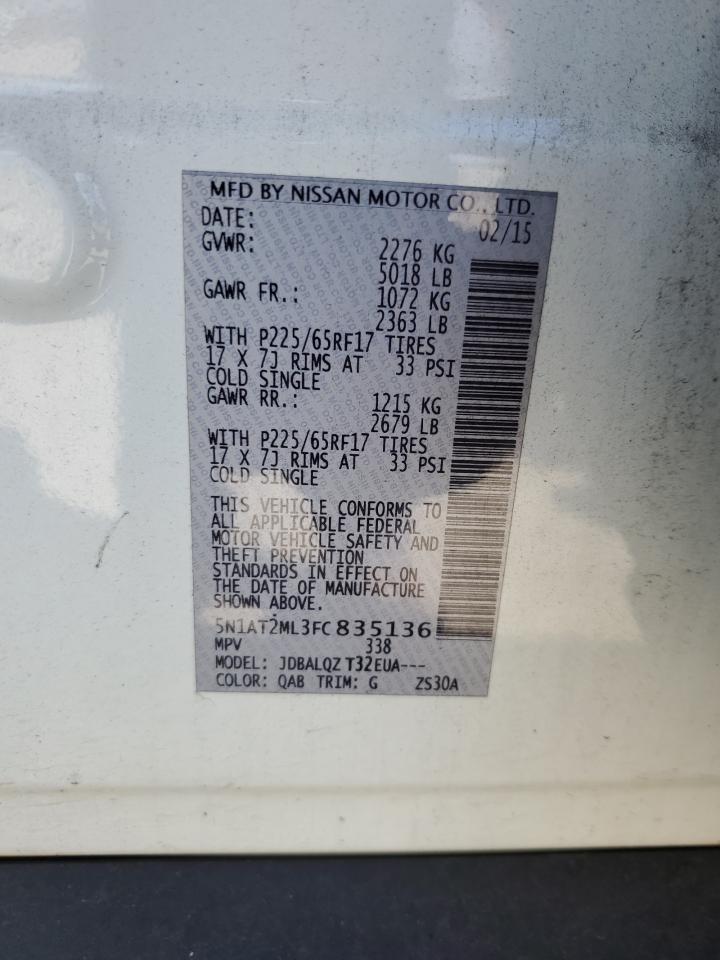 MFD BY NISSAN MOTOR CO., LTD.
DATE: 02/15
GVWR: 2276 KG
5018 LB
GAWR FR.: 1072 KG
2363 LB
WITH P225/65RF17 TIRES
17 X 7J RIMS AT 33 PSI
COLD SINGLE
GAWR RR.: 1215 KG
2679 LB
WITH P225/65RF17 TIRES
17 X 7J RIMS AT 33 PSI
COLD SINGLE
THIS VEHICLE CONFORMS TO
ALL APPLICABLE FEDERAL
MOTOR VEHICLE SAFETY AND
THEFT PREVENTION
STANDARDS IN EFFECT ON
THE DATE OF MANUFACTURE
SHOWN ABOVE.
5N1AT2ML3FC835136
MPV 338
MODEL: JDBALQZ T32EUA---
COLOR: QAB TRIM: G ZS30A